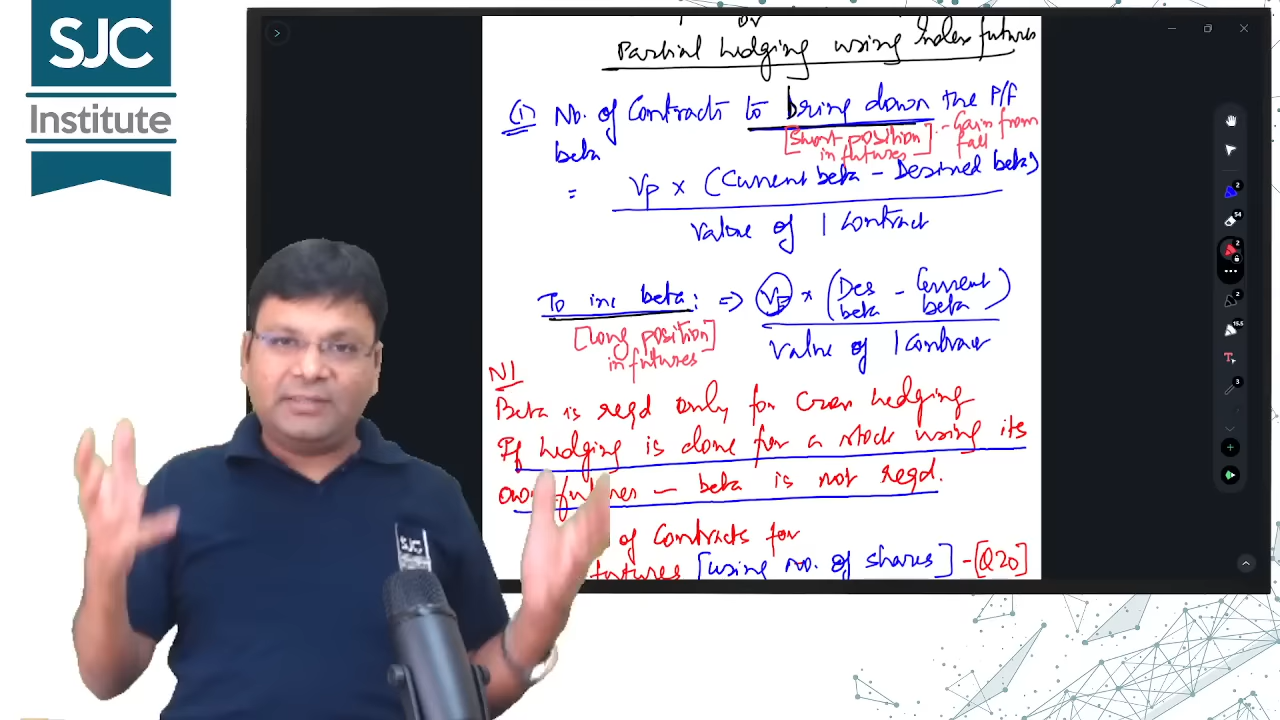 SJC
Institute
or
Partial hedging using Index futures
(1) No. of Contracts to bring down the P/F
[Short position] - Gain from
in futures fall
beta
= VP × (Current beta - Desired beta)
Value of 1 Contract
To inc beta: ⇒ VP × (Des beta - Current beta)
[Long position]
in futures
Value of 1 Contract
N1
Beta is reqd only for Cross hedging
If hedging is done for a stock using its
own futures - beta is not reqd.
of Contracts for
futures [using no. of shares] - [Q20]
SJC